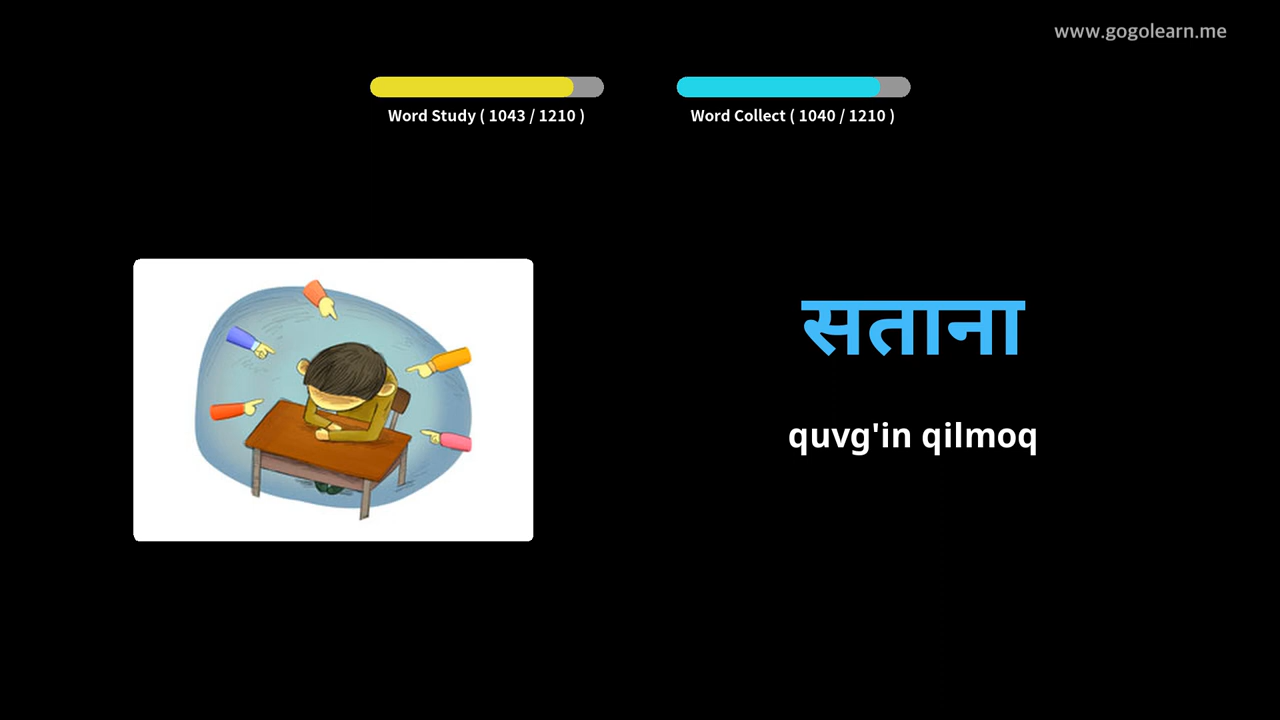 www.gogolearn.me
Word Study ( 1043 / 1210 )
Word Collect ( 1040 / 1210 )
सताना
quvg'in qilmoq